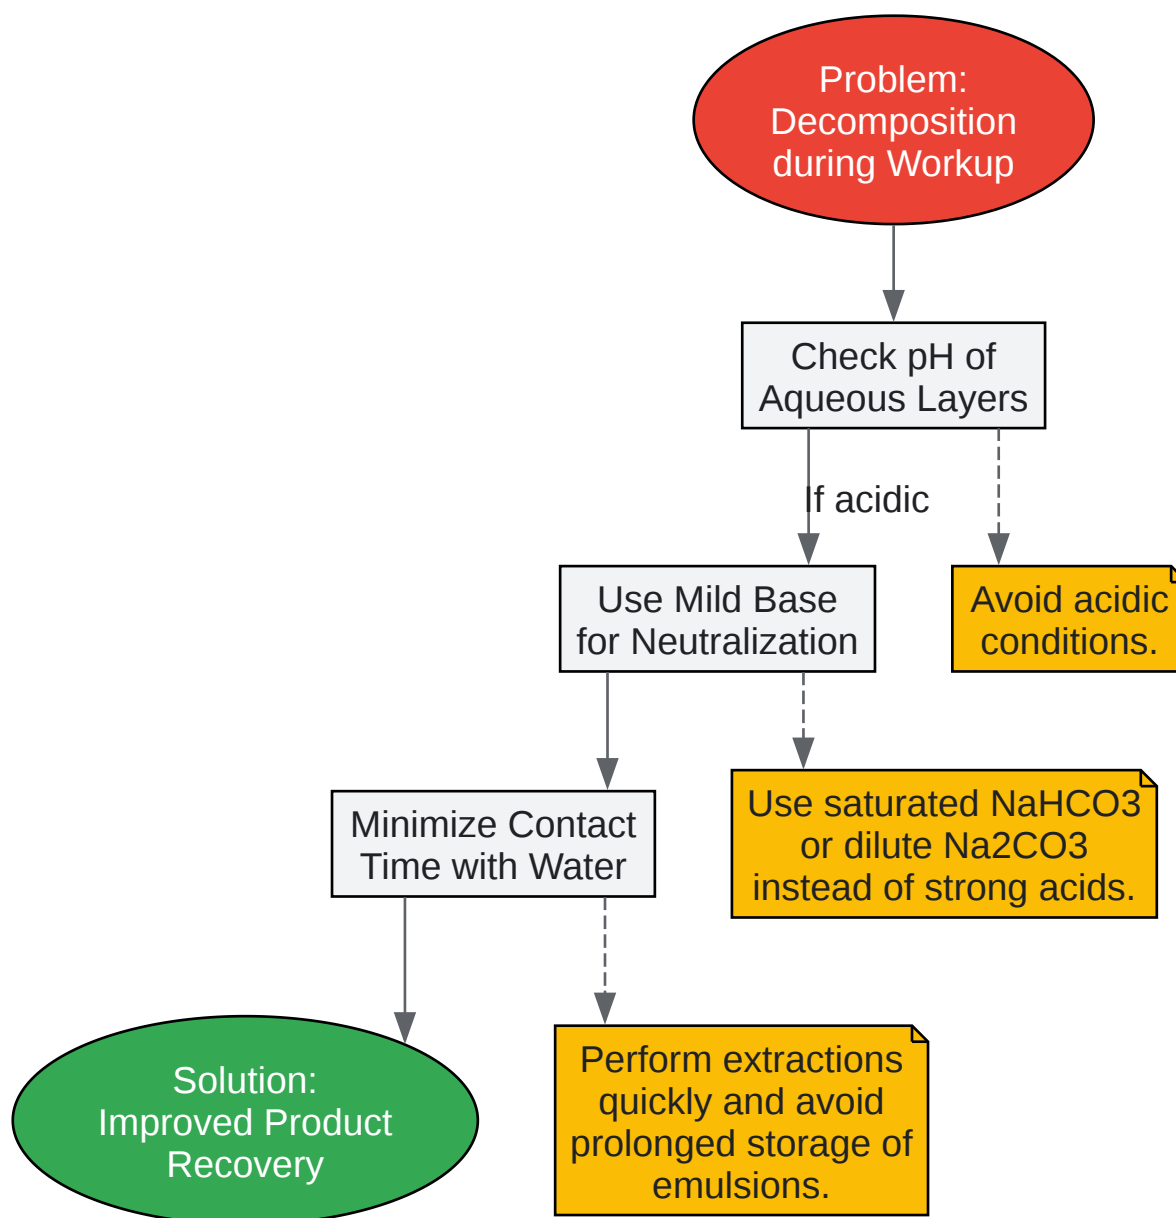 Problem:
Decomposition
during Workup
Check pH of
Aqueous Layers
If acidic
Use Mild Base
for Neutralization
Avoid acidic
conditions.
Minimize Contact
Time with Water
Use saturated NaHCO3
or dilute Na2CO3
instead of strong acids.
Solution:
Improved Product
Recovery
Perform extractions
quickly and avoid
prolonged storage of
emulsions.